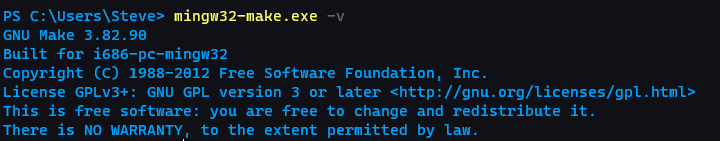 PS C:\Users\Steve> mingw32-make.exe -v
GNU Make 3.82.90
Built for i686-pc-mingw32
Copyright (C) 1988-2012 Free Software Foundation, Inc.
License GPLv3+: GNU GPL version 3 or later <http://gnu.org/licenses/gpl.html>
This is free software: you are free to change and redistribute it.
There is NO WARRANTY, to the extent permitted by law.